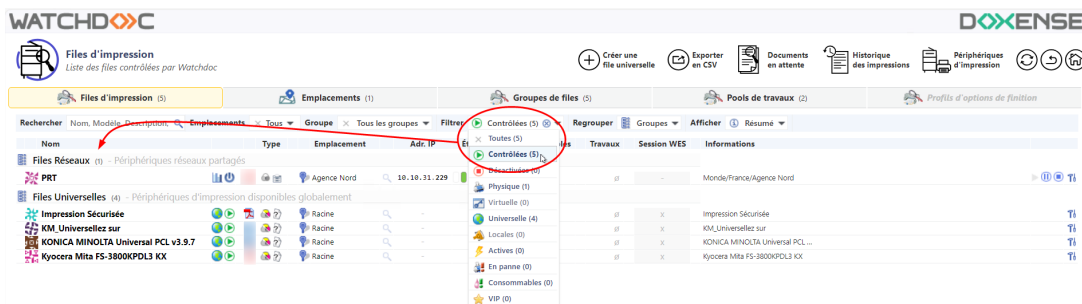 WATCHDOC
DOXENSE
Files d'impression
Liste des files contrôlées par Watchdoc
Créer une file universelle
Exporter en CSV
Documents en attente
Historique des impressions
Périphériques d'impression
Files d'impression (5)
Emplacements (1)
Groupes de files (5)
Pools de travaux (2)
Profils d'options de finition
Rechercher Nom, Modèle, Description, Emplacements Tous Groupe Tous les groupes Filtrer Contrôlées (5) Regrouper Groupes Afficher Résumé
Nom Type Emplacement Adr. IP Travaux Session WES Informations
Toutes (5)
Contrôlées (5)
Désactivées (0)
Physique (1)
Virtuelle (0)
Universelle (4)
Locales (0)
Actives (0)
En panne (0)
Consommables (0)
VIP (0)
Files Réseaux (1) - Périphériques réseaux partagés
PRT Agence Nord 10.10.31.229 ø - Monde/France/Agence Nord
Files Universelles (4) - Périphériques d'impression disponibles globalement
Impression Sécurisée Racine - ø x Impression Sécurisée
KM_Universellez sur Racine - ø x KM_Universellez sur
KONICA MINOLTA Universal PCL v3.9.7 Racine - ø x KONICA MINOLTA Universal PCL ...
Kyocera Mita FS-3800KPDL3 KX Racine - ø x Kyocera Mita FS-3800KPDL3 KX